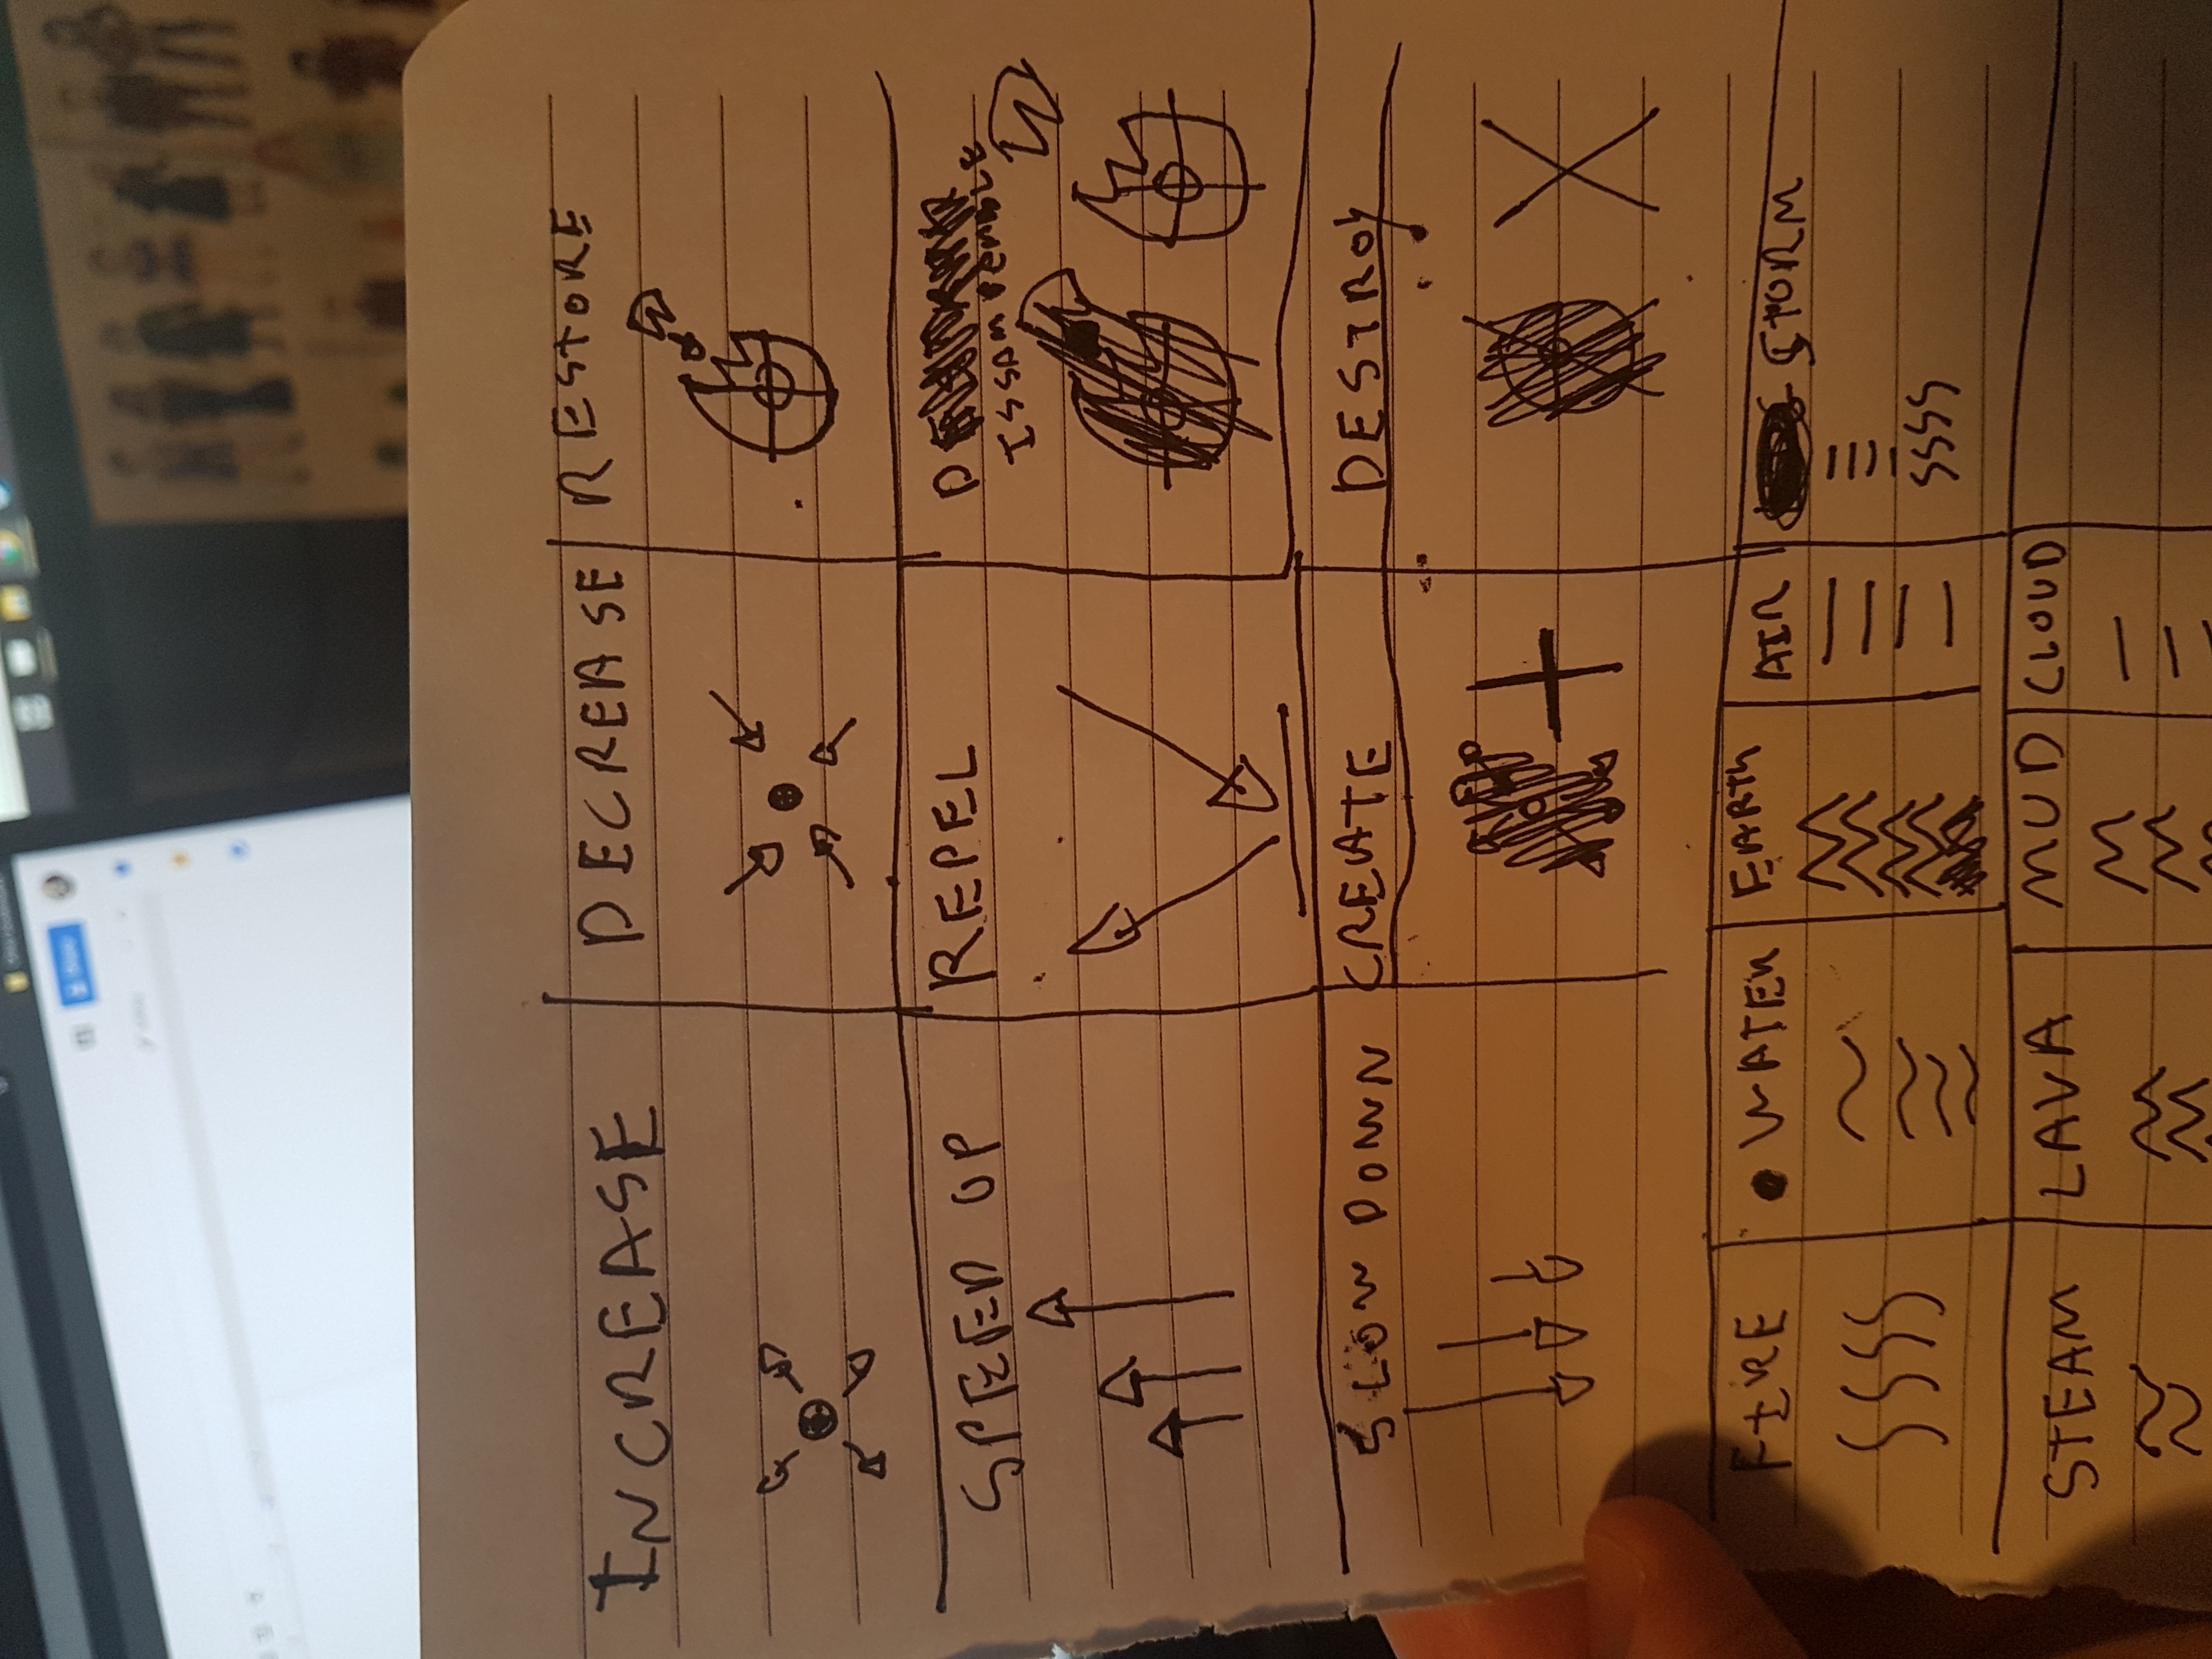 INCREASE
DECREASE
RESTORE
SPEED UP
REPEL
D
SLOW DOWN
CREATE
DESTROY
FIRE
WATER
EARTH
AIR
STORM
STEAM
LAVA
MUD
CLOUD
Share